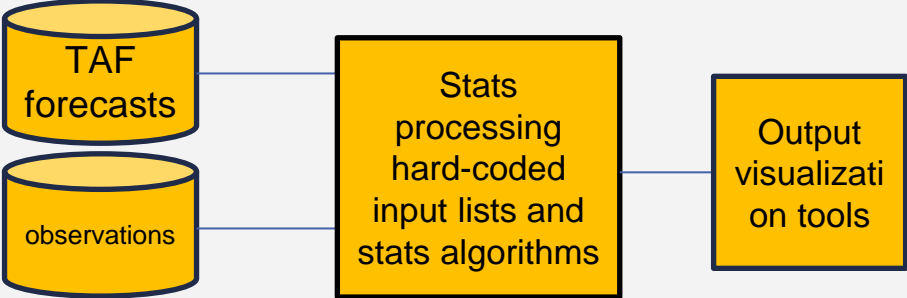 TAF
forecasts
observations
Stats
processing
hard-coded
input lists and
stats algorithms
Output
visualizati
on tools